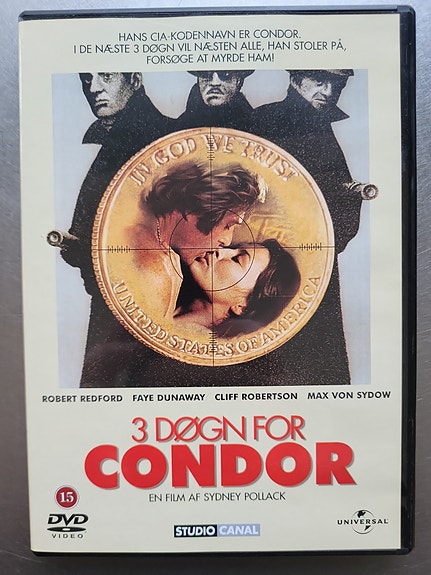 HANS CIA-KODENNAVN ER CONDOR.
I DE NÆSTE 3 DØGN VIL NÆSTEN ALLE, HAN STOLER PÅ,
FORSØGE AT MYRDE HAM!
IN GOD WE TRUST
UNITED STATES OF AMERICA
ROBERT REDFORD FAYE DUNAWAY CLIFF ROBERTSON MAX VON SYDOW
3 DØGN FOR
CONDOR
EN FILM AF SYDNEY POLLACK
15
DVD
VIDEO
STUDIO CANAL
UNIVERSAL